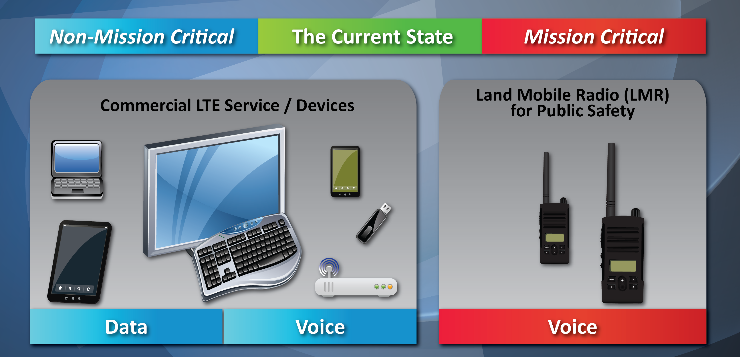 Non-Mission Critical
The Current State
Mission Critical
Commercial LTE Service / Devices
Land Mobile Radio (LMR)
for Public Safety
Data
Voice
Voice